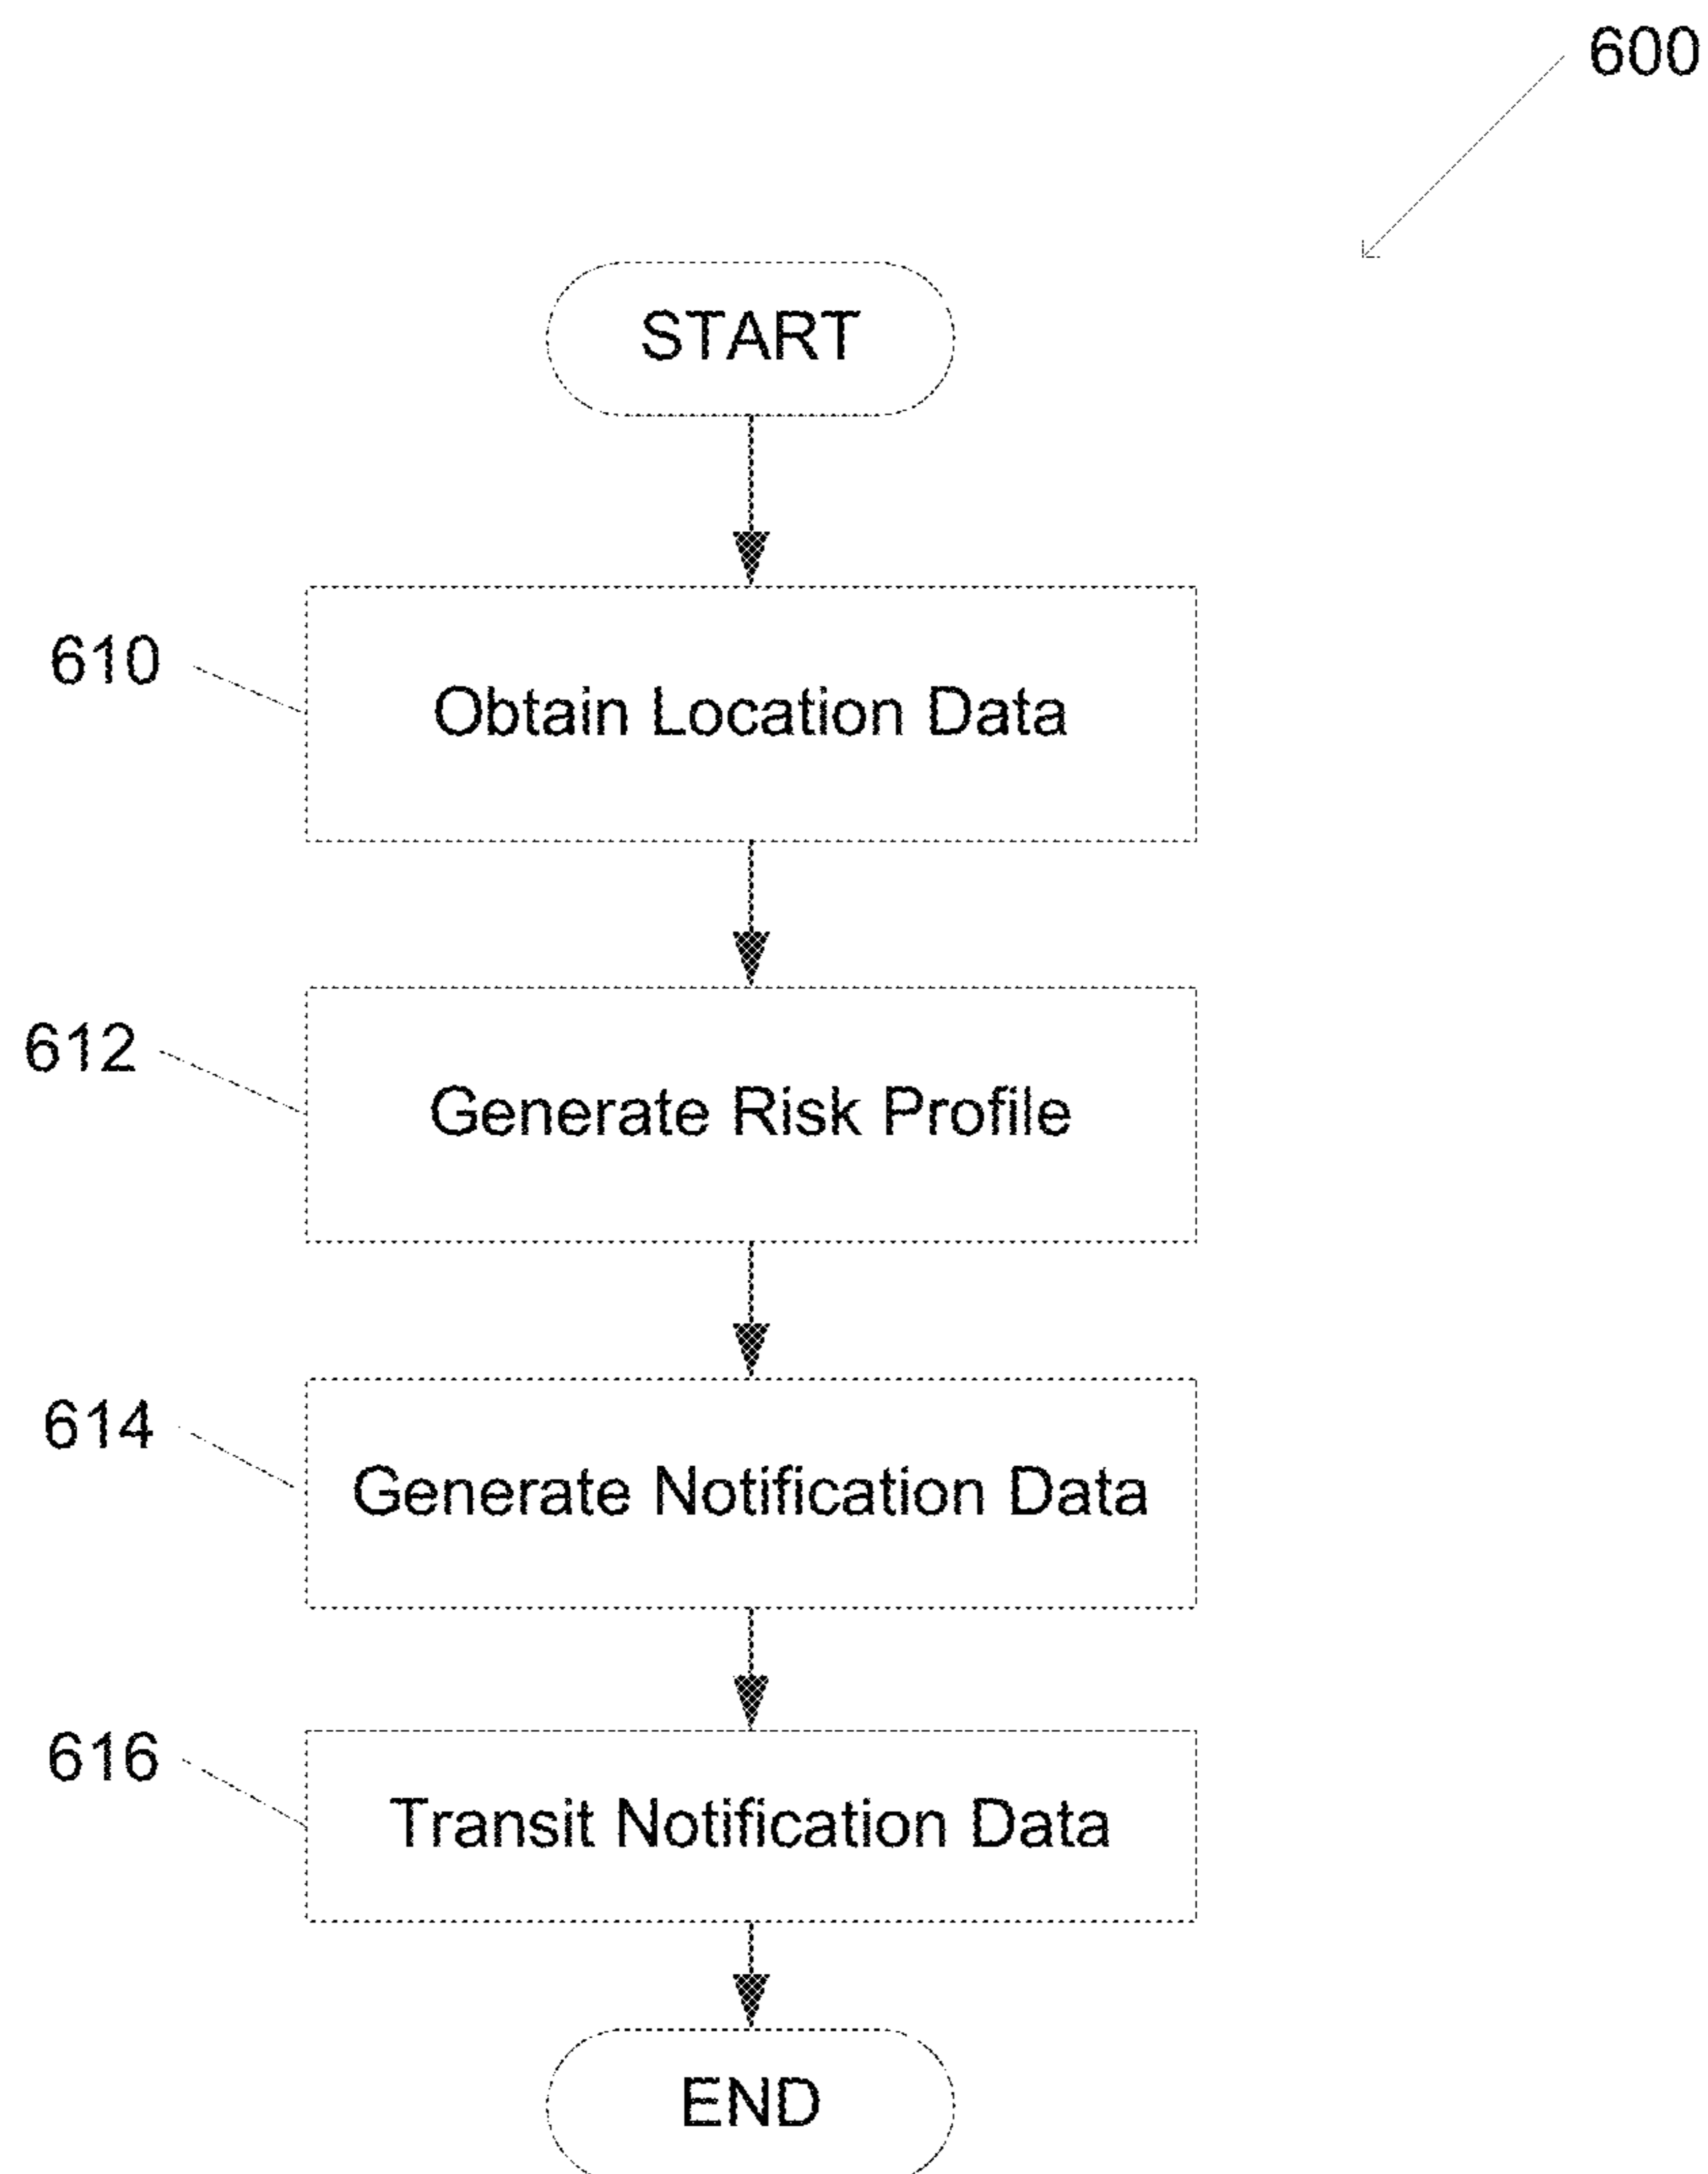 600
START
610
Obtain Location Data
612
Generate Risk Profile
614
Generate Notification Data
616
Transit Notification Data
END